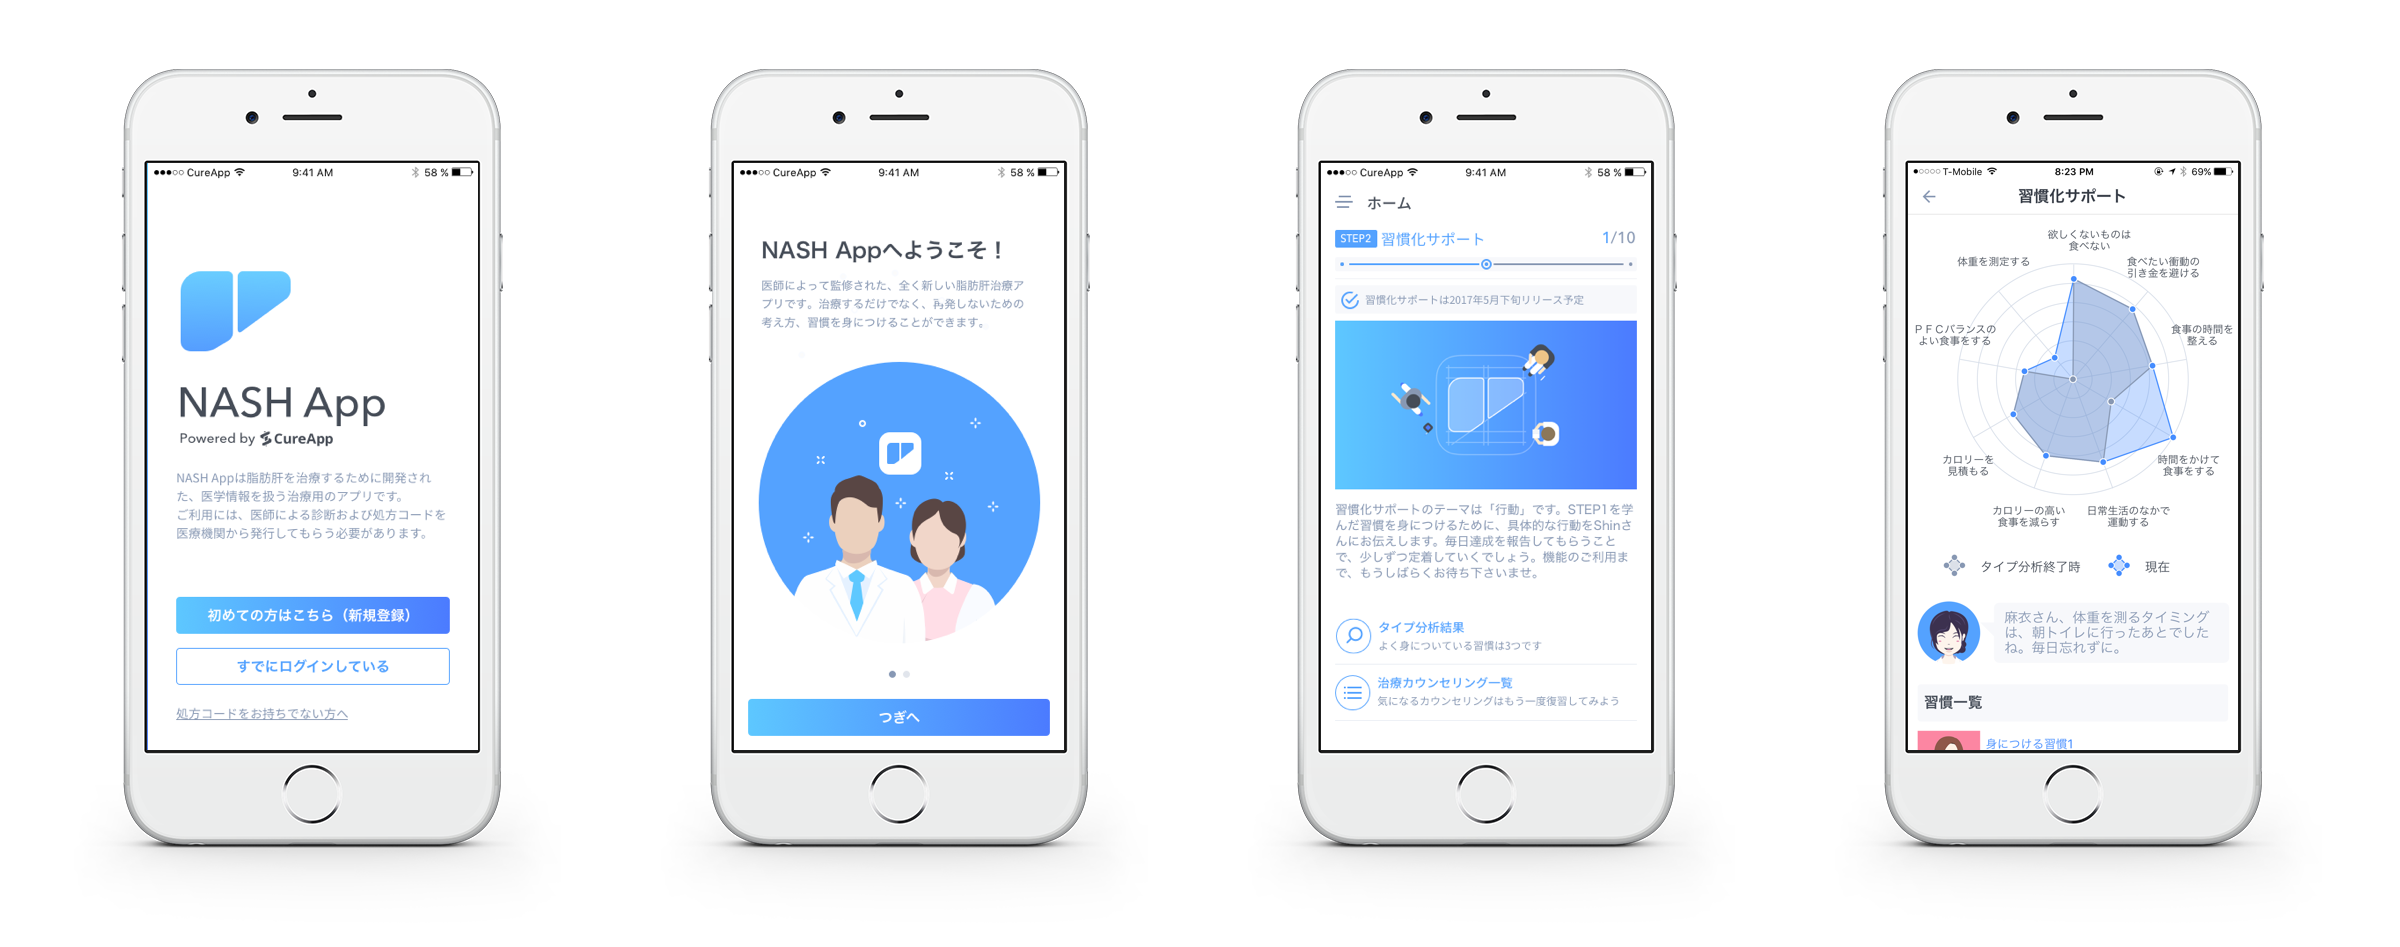 CureApp
9:41 AM
58 %
NASH App
Powered by CureApp
NASH Appは脂肪肝を治療するために開発され
た、医学情報を扱う治療用のアプリです。
ご利用には、医師による診断および処方コードを
医療機関から発行してもらう必要があります。
初めての方はこちら（新規登録）
すでにログインしている
処方コードをお持ちでない方へ
CureApp
9:41 AM
58 %
NASH Appへようこそ！
医師によって監修された、全く新しい脂肪肝治療ア
プリです。治療するだけでなく、再発しないための
考え方、習慣を身につけることができます。
つぎへ
CureApp
9:41 AM
58 %
ホーム
STEP2 習慣化サポート
1/10
習慣化サポートは2017年5月下旬リリース予定
習慣化サポートのテーマは「行動」です。STEP1を学
んだ習慣を身につけるために、具体的な行動をShinさ
んにお伝えします。毎日達成を報告してもらうこと
で、少しずつ定着していくでしょう。機能のご利用ま
で、もうしばらくお待ち下さいませ。
タイプ分析結果
よく身についている習慣は3つです
治療カウンセリング一覧
気になるカウンセリングはもう一度復習してみよう
T-Mobile
8:23 PM
69%
習慣化サポート
欲しくないものは
食べない
食べたい衝動の
引き金を避ける
食事の時間を
整える
時間をかけて
食事をする
日常生活のなかで
運動する
カロリーの高い
食事を減らす
カロリーを
見積もる
ＰＦＣバランスの
よい食事をする
体重を測定する
タイプ分析終了時
現在
麻衣さん、体重を測るタイミング
は、朝トイレに行ったあとでした
ね。毎日忘れずに。
習慣一覧
身につける習慣1